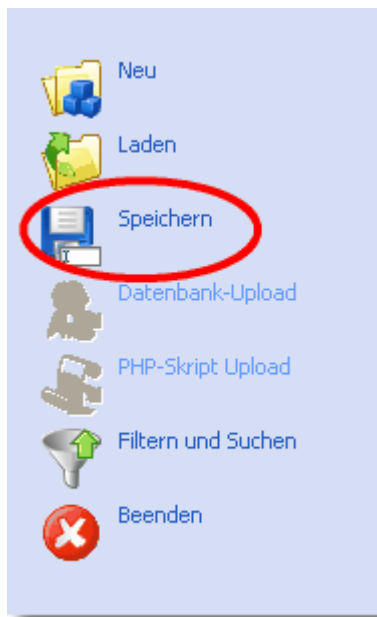 Neu
Laden
Speichern
Datenbank-Upload
PHP-Skript Upload
Filtern und Suchen
Beenden